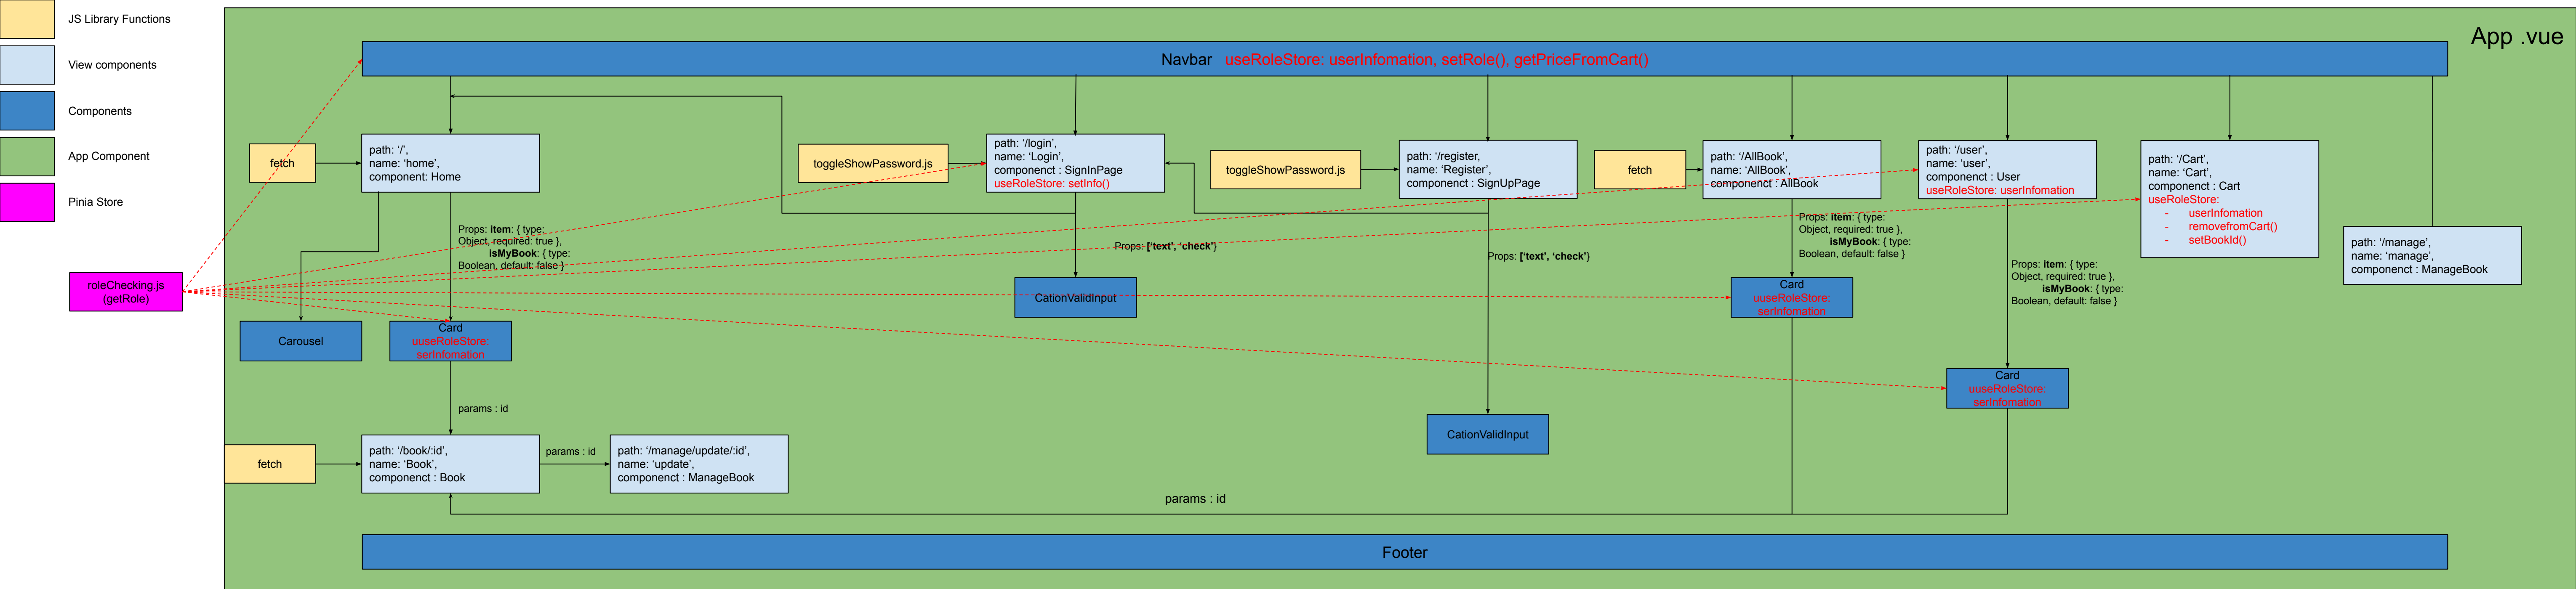 JS Library Functions
View components
Components
App Component
Pinia Store
App .vue
Navbar useRoleStore: userInfomation, setRole(), getPriceFromCart()
fetch
path: ‘/’,
name: ‘home’,
component: Home
toggleShowPassword.js
path: ‘/login’,
name: ‘Login’,
componenct : SignInPage
useRoleStore: setInfo()
toggleShowPassword.js
path: ‘/register,
name: ‘Register’,
componenct : SignUpPage
fetch
path: ‘/AllBook’,
name: ‘AllBook’,
componenct : AllBook
path: ‘/user’,
name: ‘user’,
componenct : User
useRoleStore: userInfomation
path: ‘/Cart’,
name: ‘Cart’,
componenct : Cart
useRoleStore:
- userInfomation
- removefromCart()
- setBookId()
path: ‘/manage’,
name: ‘manage’,
componenct : ManageBook
Props: item: { type:
Object, required: true },
isMyBook: { type:
Boolean, default: false }
Props: [‘text’, ‘check’}
Props: [‘text’, ‘check’}
Props: item: { type:
Object, required: true },
isMyBook: { type:
Boolean, default: false }
Props: item: { type:
Object, required: true },
isMyBook: { type:
Boolean, default: false }
roleChecking.js
(getRole)
Carousel
Card
uuseRoleStore:
serInfomation
CationValidInput
Card
uuseRoleStore:
serInfomation
Card
uuseRoleStore:
serInfomation
CationValidInput
params : id
fetch
path: ‘/book/:id’,
name: ‘Book’,
componenct : Book
params : id
path: ‘/manage/update/:id’,
name: ‘update’,
componenct : ManageBook
params : id
Footer